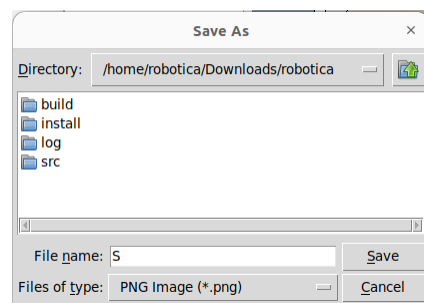 Save As
Directory: /home/robotica/Downloads/robotica
build
install
log
src
File name: S Save
Files of type: PNG Image (*.png) Cancel